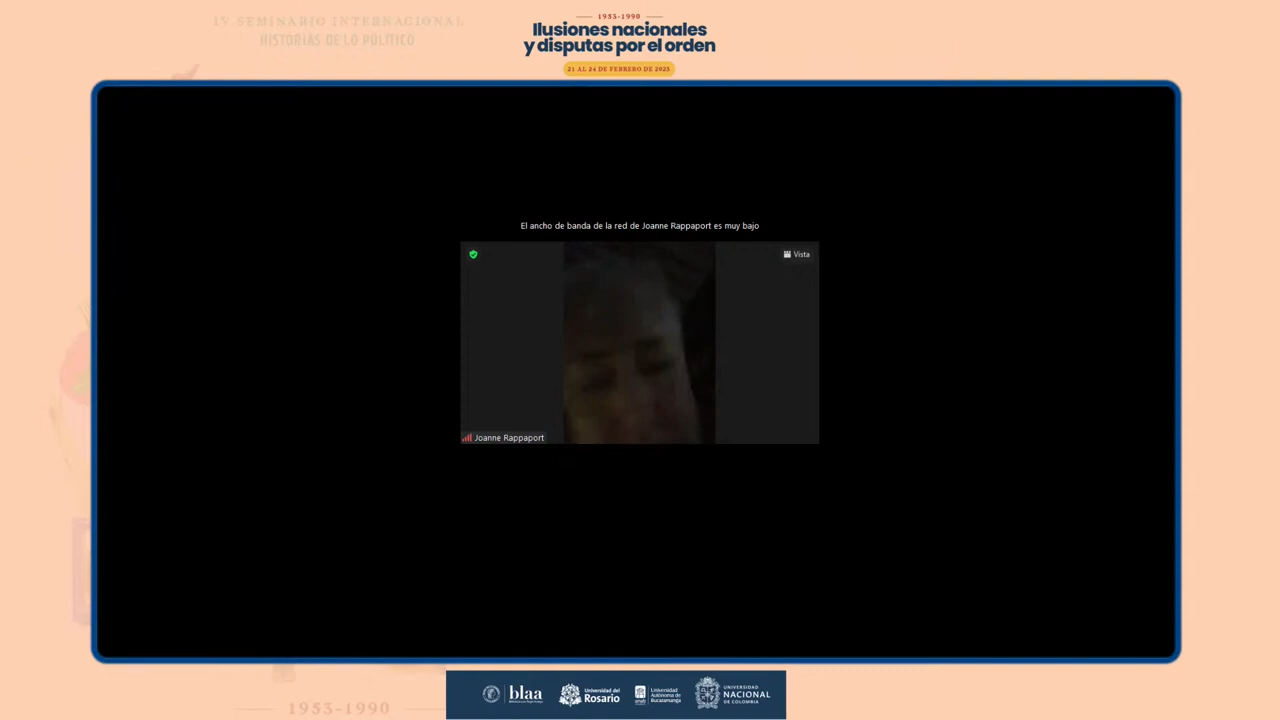 IV SEMINARIO INTERNACIONAL
HISTORIAS DE LO POLÍTICO
1953-1990
Ilusiones nacionales
y disputas por el orden
21 AL 24 DE FEBRERO DE 2023
El ancho de banda de la red de Joanne Rappaport es muy bajo
Vista
Joanne Rappaport
blaa
Universidad del
Rosario
unab
Universidad
Autónoma de
Bucaramanga
UNIVERSIDAD
NACIONAL
DE COLOMBIA
1953-1990